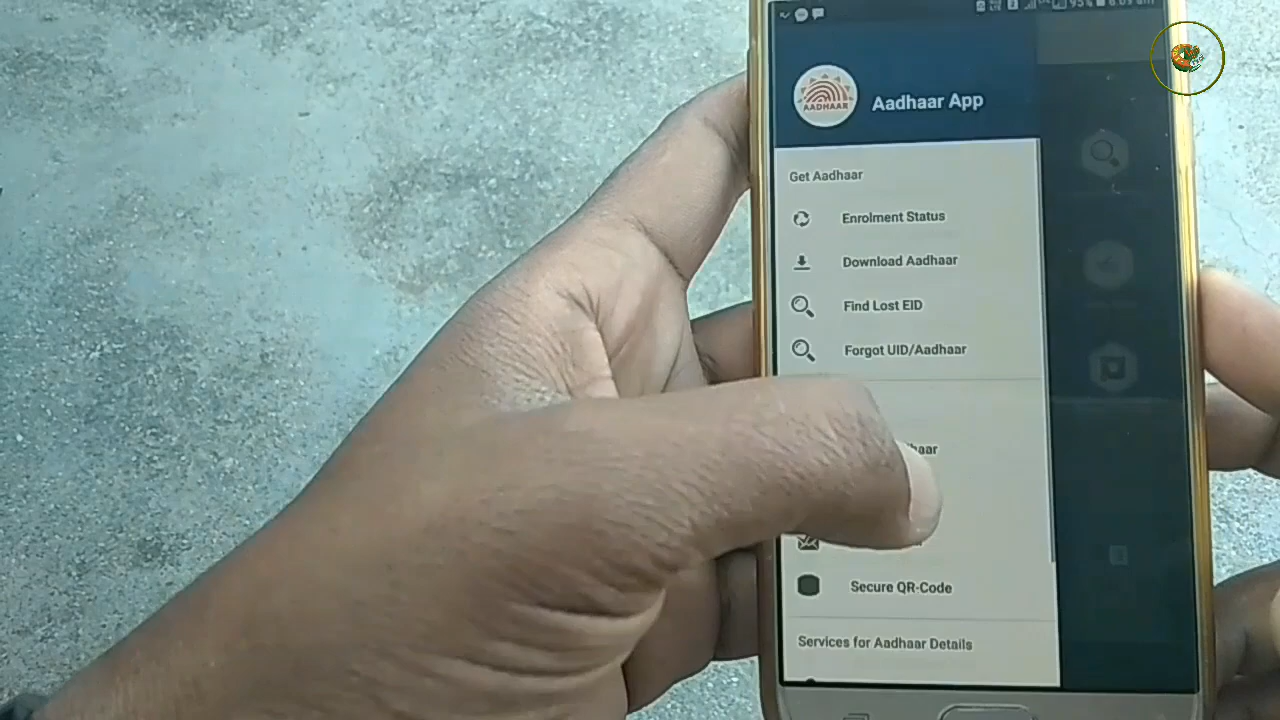 AADHAAR
Aadhaar App
Get Aadhaar
Enrolment Status
Download Aadhaar
Find Lost EID
Forgot UID/Aadhaar
Secure QR-Code
Services for Aadhaar Details